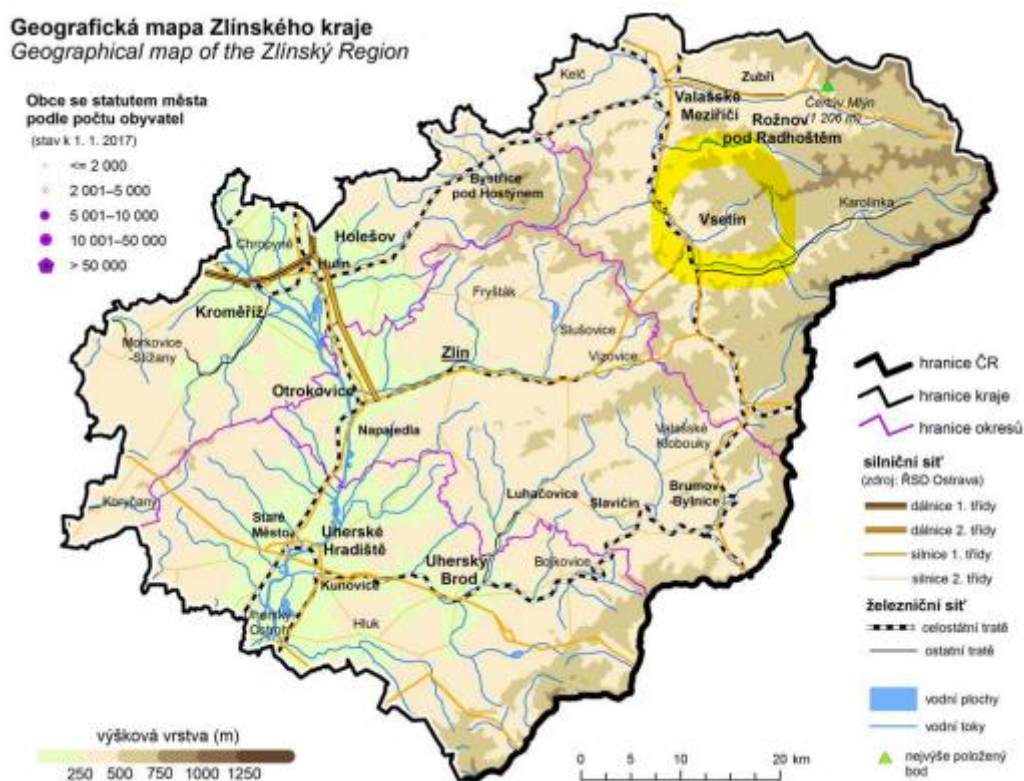 Geografická mapa Zlínského kraje
Geographical map of the Zlínský Region
Obce se statutem města
podle počtu obyvatel
(stav k 1. 1. 2017)
<= 2 000
2 001–5 000
5 001–10 000
10 001–50 000
> 50 000
Kelč
Zubří
Valašské
Meziříčí
Čertův Mlýn
(1 206 m)
Rožnov
pod Radhoštěm
Bystřice
pod Hostýnem
Karolinka
Vsetín
Chropyně
Holešov
Hulín
Fryšták
Kroměříž
Slušovice
Morkovice
-Slížany
Zlín
Vizovice
Otrokovice
Napajedla
Valašské
Klobouky
Koryčany
Luhačovice
Slavičín
Brumov
-Bylnice
Staré
Město
Uherské
Hradiště
Uherský
Brod
Bojkovice
Kunovice
Uherský
Ostroh
Hluk
hranice ČR
hranice kraje
hranice okresů
silniční síť
(zdroj: ŘSD Ostrava)
dálnice 1. třídy
dálnice 2. třídy
silnice 1. třídy
silnice 2. třídy
železniční síť
celostátní tratě
ostatní tratě
vodní plochy
vodní toky
nejvýše položený
bod
výšková vrstva (m)
250 500 750 1000 1250
0 10 20 km